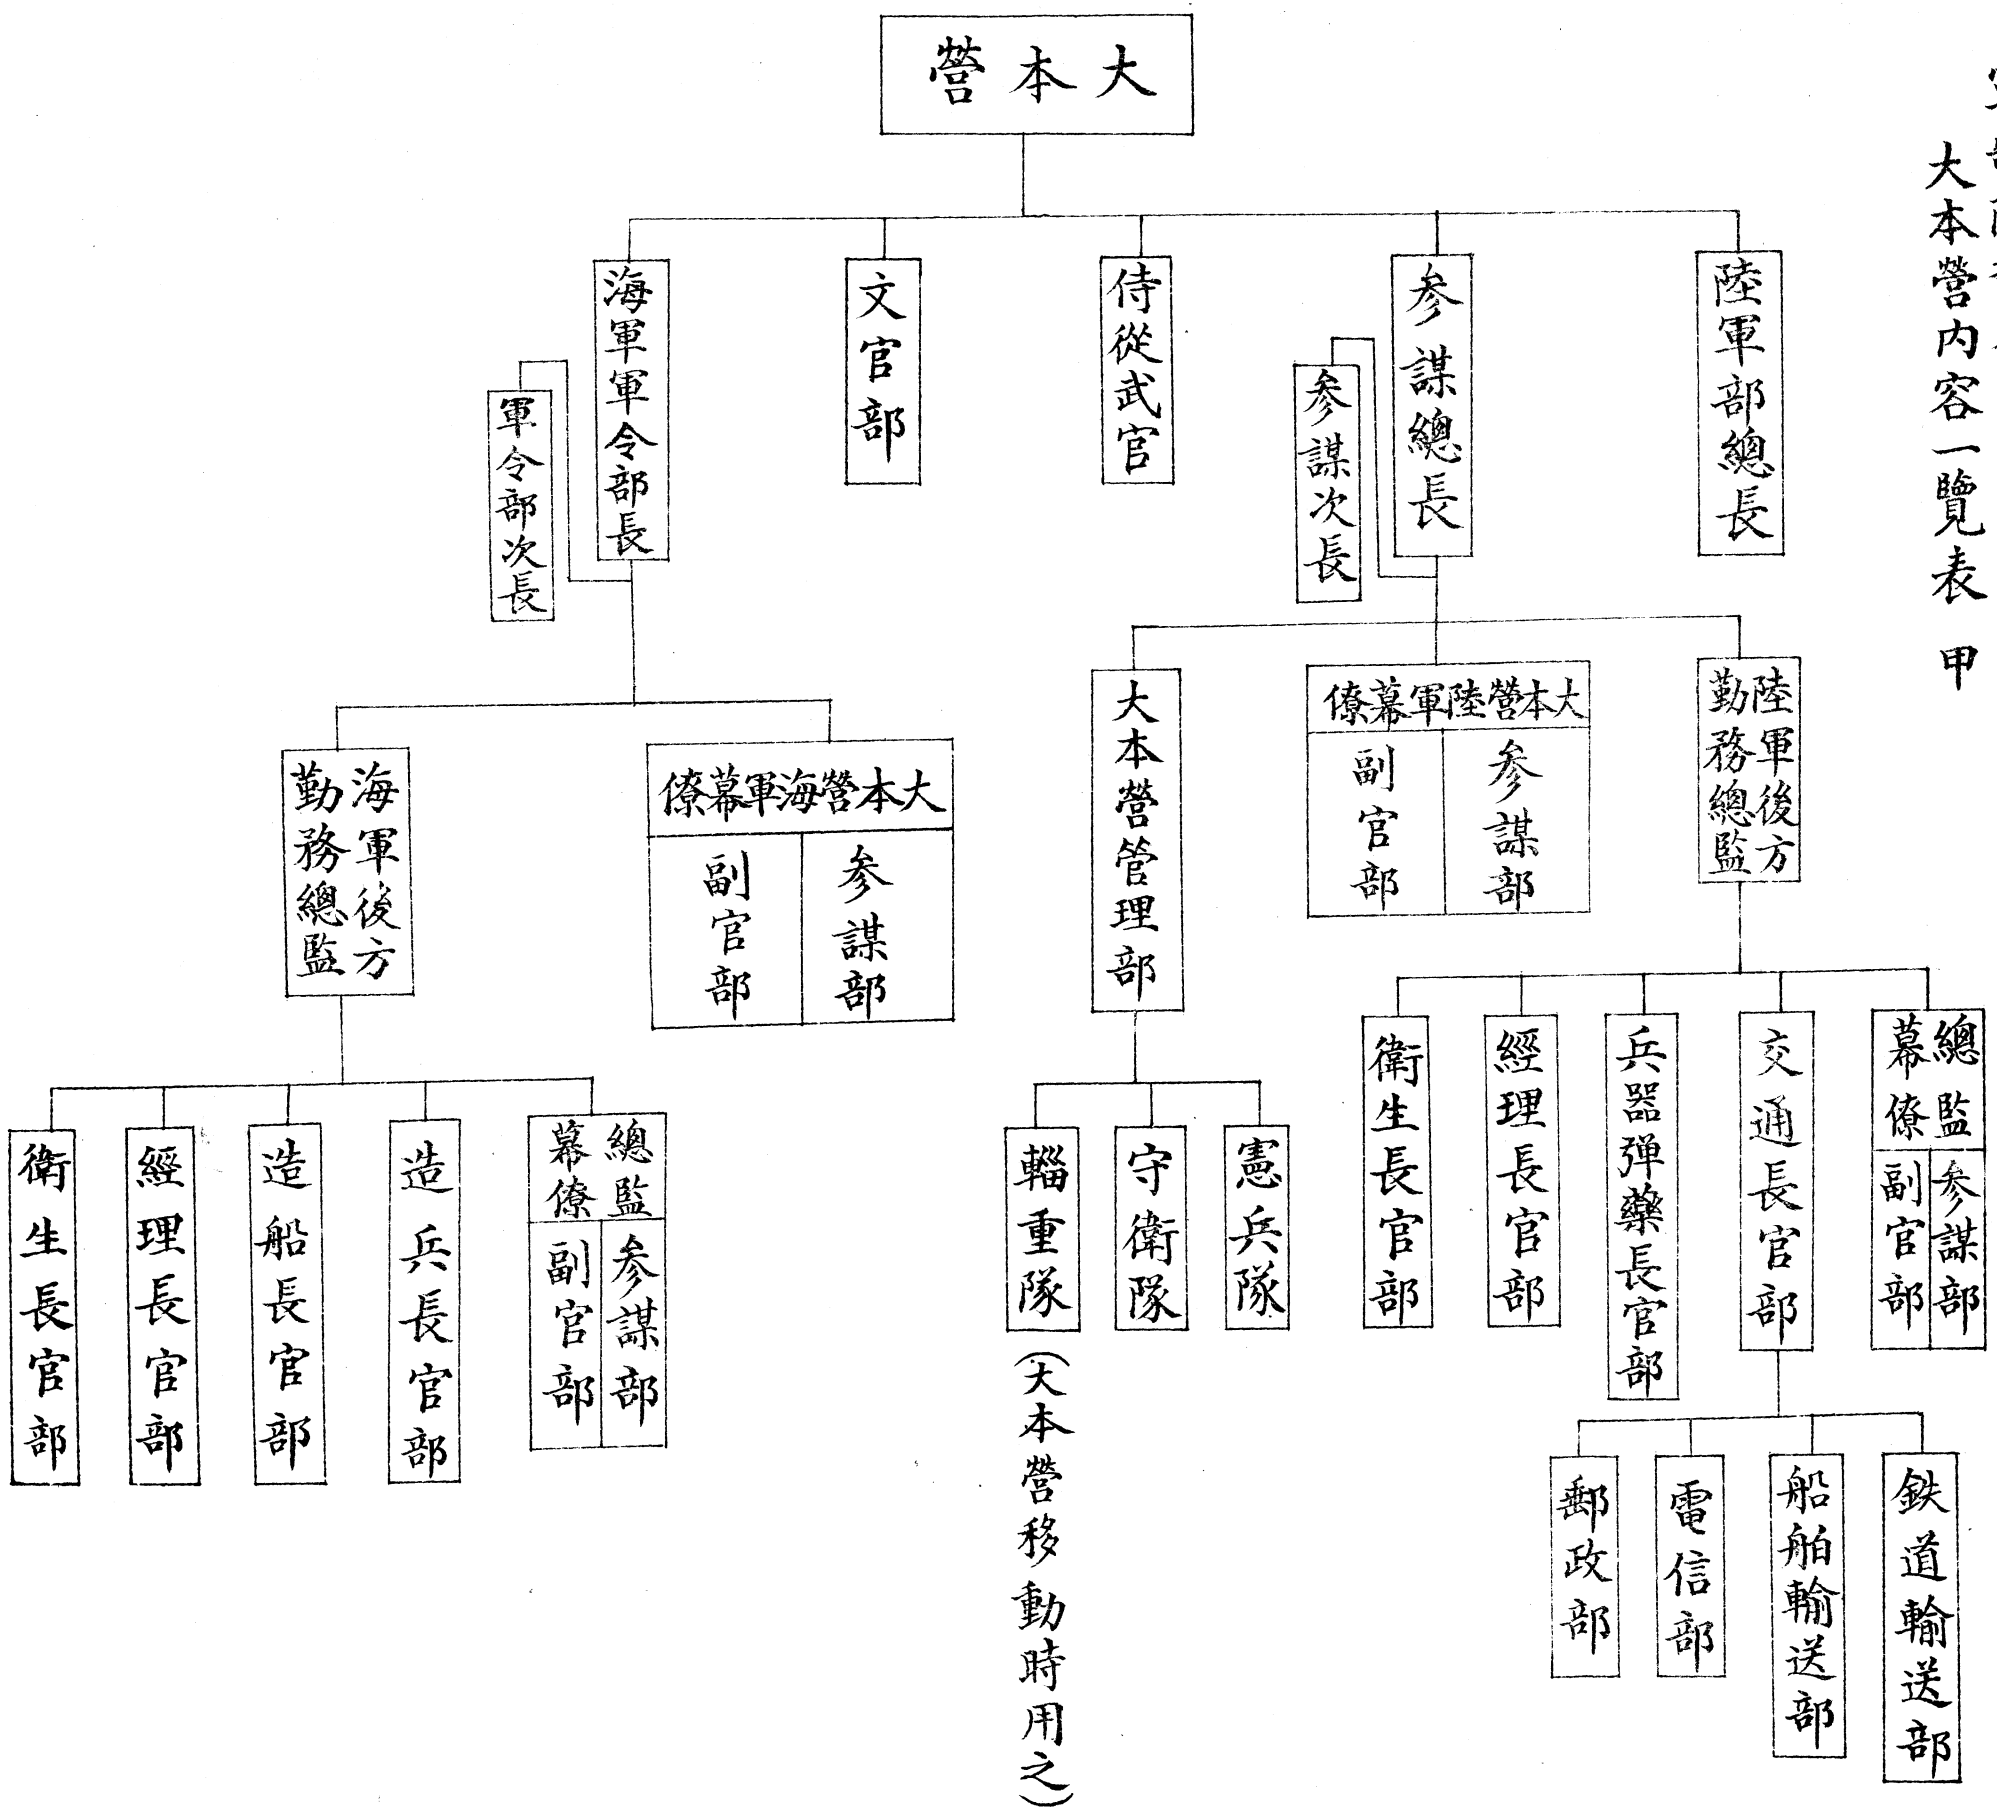 大本營内容一覽表 甲
大本營
陸軍部總長
参謀總長
参謀次長
侍從武官
文官部
海軍軍令部長
軍令部次長
陸軍後方
勤務總監
大本營陸軍幕僚
参謀部
副官部
大本營管理部
大本營海軍幕僚
参謀部
副官部
海軍後方
勤務總監
總監
幕僚
参謀部
副官部
交通長官部
兵器弾藥長官部
經理長官部
衛生長官部
憲兵隊
守衛隊
輜重隊
(大本營移動時用之)
總監
幕僚
参謀部
副官部
造兵長官部
造船長官部
經理長官部
衛生長官部
鉄道輸送部
船舶輸送部
電信部
郵政部